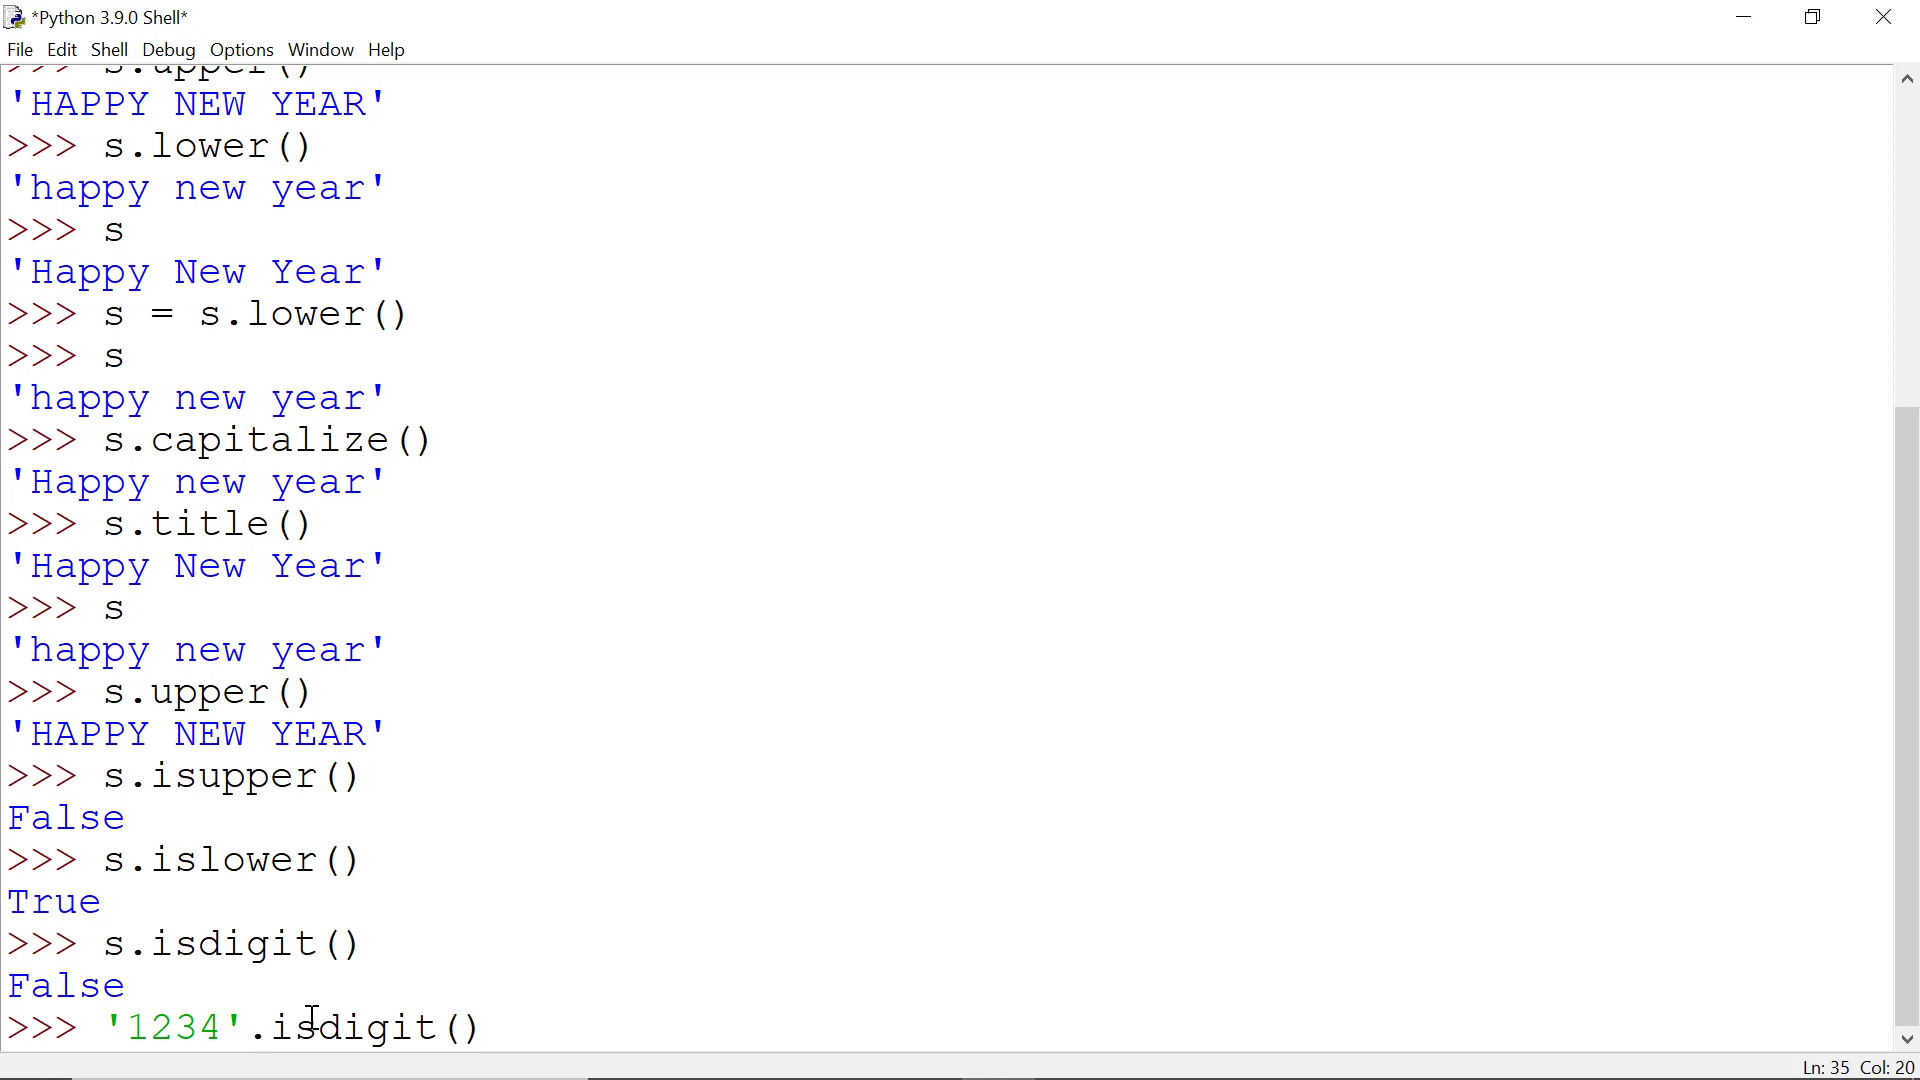 *Python 3.9.0 Shell*
File Edit Shell Debug Options Window Help
>>> s.upper()
'HAPPY NEW YEAR'
>>> s.lower()
'happy new year'
>>> s
'Happy New Year'
>>> s = s.lower()
>>> s
'happy new year'
>>> s.capitalize()
'Happy new year'
>>> s.title()
'Happy New Year'
>>> s
'happy new year'
>>> s.upper()
'HAPPY NEW YEAR'
>>> s.isupper()
False
>>> s.islower()
True
>>> s.isdigit()
False
>>> '1234'.isdigit()
Ln: 35 Col: 20